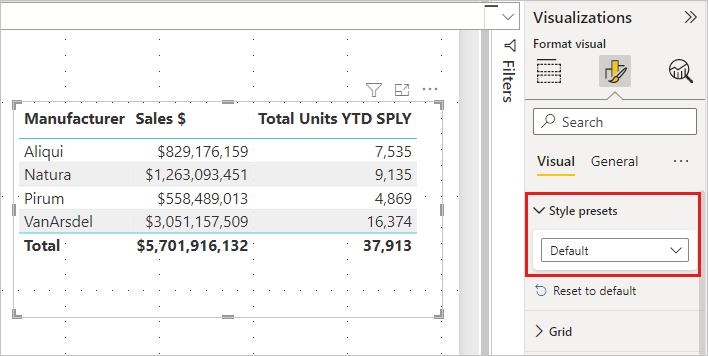 Visualizations
Format visual
Filters
Search
Visual General
Style presets
Default
Reset to default
Grid
Manufacturer Sales $ Total Units YTD SPLY
Aliqui $829,176,159 7,535
Natura $1,263,093,451 9,135
Pirum $558,489,013 4,869
VanArsdel $3,051,157,509 16,374
Total $5,701,916,132 37,913